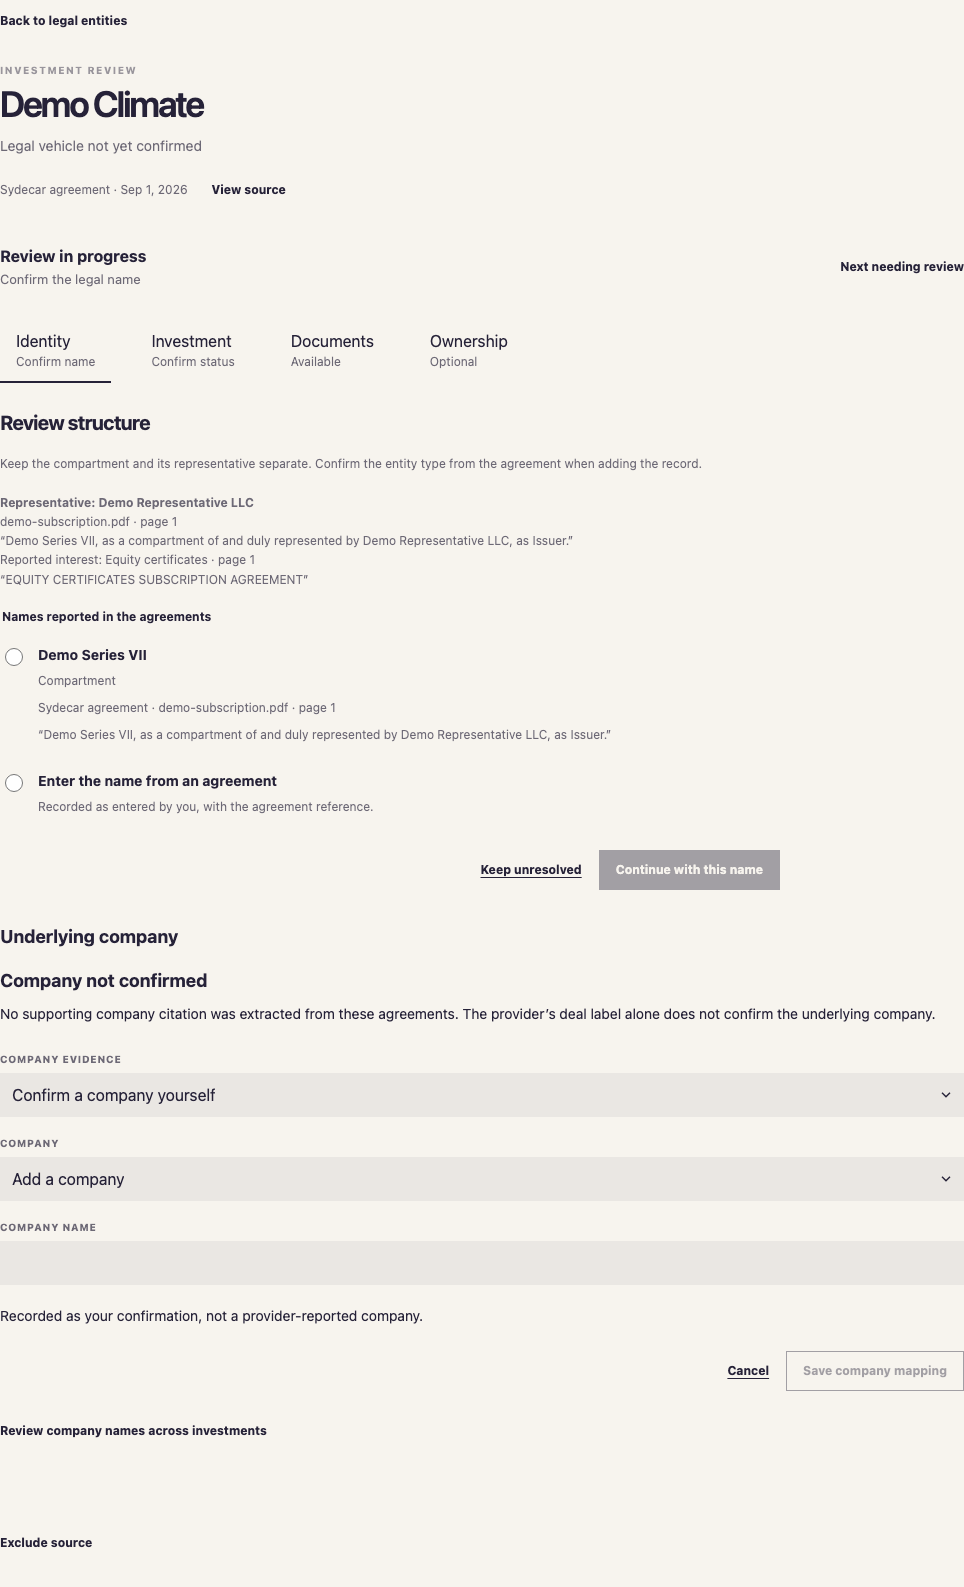 Back to legal entities
INVESTMENT REVIEW
Demo Climate
Legal vehicle not yet confirmed
Sydecar agreement · Sep 1, 2026 View source
Review in progress
Confirm the legal name
Next needing review
Identity
Confirm name
Investment
Confirm status
Documents
Available
Ownership
Optional
Review structure
Keep the compartment and its representative separate. Confirm the entity type from the agreement when adding the record.
Representative: Demo Representative LLC
demo-subscription.pdf · page 1
“Demo Series VII, as a compartment of and duly represented by Demo Representative LLC, as Issuer.”
Reported interest: Equity certificates · page 1
“EQUITY CERTIFICATES SUBSCRIPTION AGREEMENT”
Names reported in the agreements
Demo Series VII
Compartment
Sydecar agreement · demo-subscription.pdf · page 1
“Demo Series VII, as a compartment of and duly represented by Demo Representative LLC, as Issuer.”
Enter the name from an agreement
Recorded as entered by you, with the agreement reference.
Keep unresolved Continue with this name
Underlying company
Company not confirmed
No supporting company citation was extracted from these agreements. The provider’s deal label alone does not confirm the underlying company.
COMPANY EVIDENCE
Confirm a company yourself
COMPANY
Add a company
COMPANY NAME
Recorded as your confirmation, not a provider-reported company.
Cancel Save company mapping
Review company names across investments
Exclude source